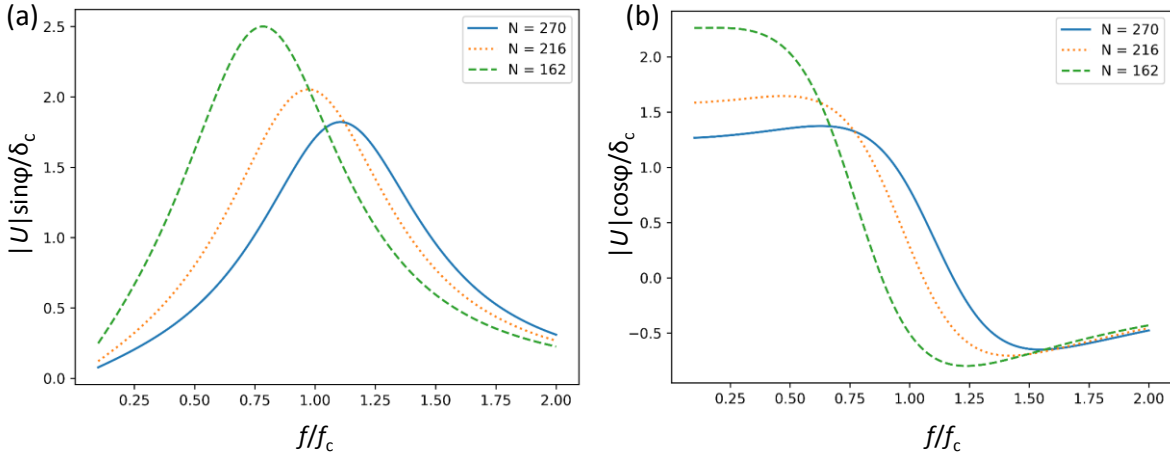 (a)
|U|sinφ/δc
2.5
2.0
1.5
1.0
0.5
0.0
N = 270
N = 216
N = 162
0.25 0.50 0.75 1.00 1.25 1.50 1.75 2.00
f/fc
(b)
|U|cosφ/δc
2.0
1.5
1.0
0.5
0.0
−0.5
N = 270
N = 216
N = 162
0.25 0.50 0.75 1.00 1.25 1.50 1.75 2.00
f/fc